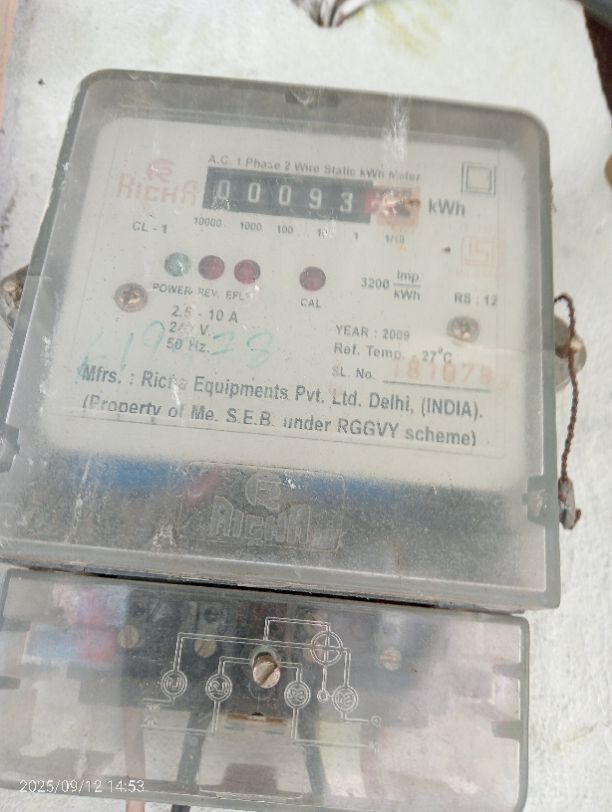 A.C. 1 Phase 2 Wire Static kWh Meter
RICHA
00093 kWh
CL - 1
10000 1000 100 10 1 1/10
POWER REV. EFL
CAL
3200 Imp/kWh
RS : 12
2.5 - 10 A
50 Hz.
YEAR : 2009
Ref. Temp. 27°C
SL. No.
Mfrs. : Richa Equipments Pvt. Ltd. Delhi, (INDIA).
(Property of Me. S.E.B. under RGGVY scheme)
RICHA
2025/09/12 14:53